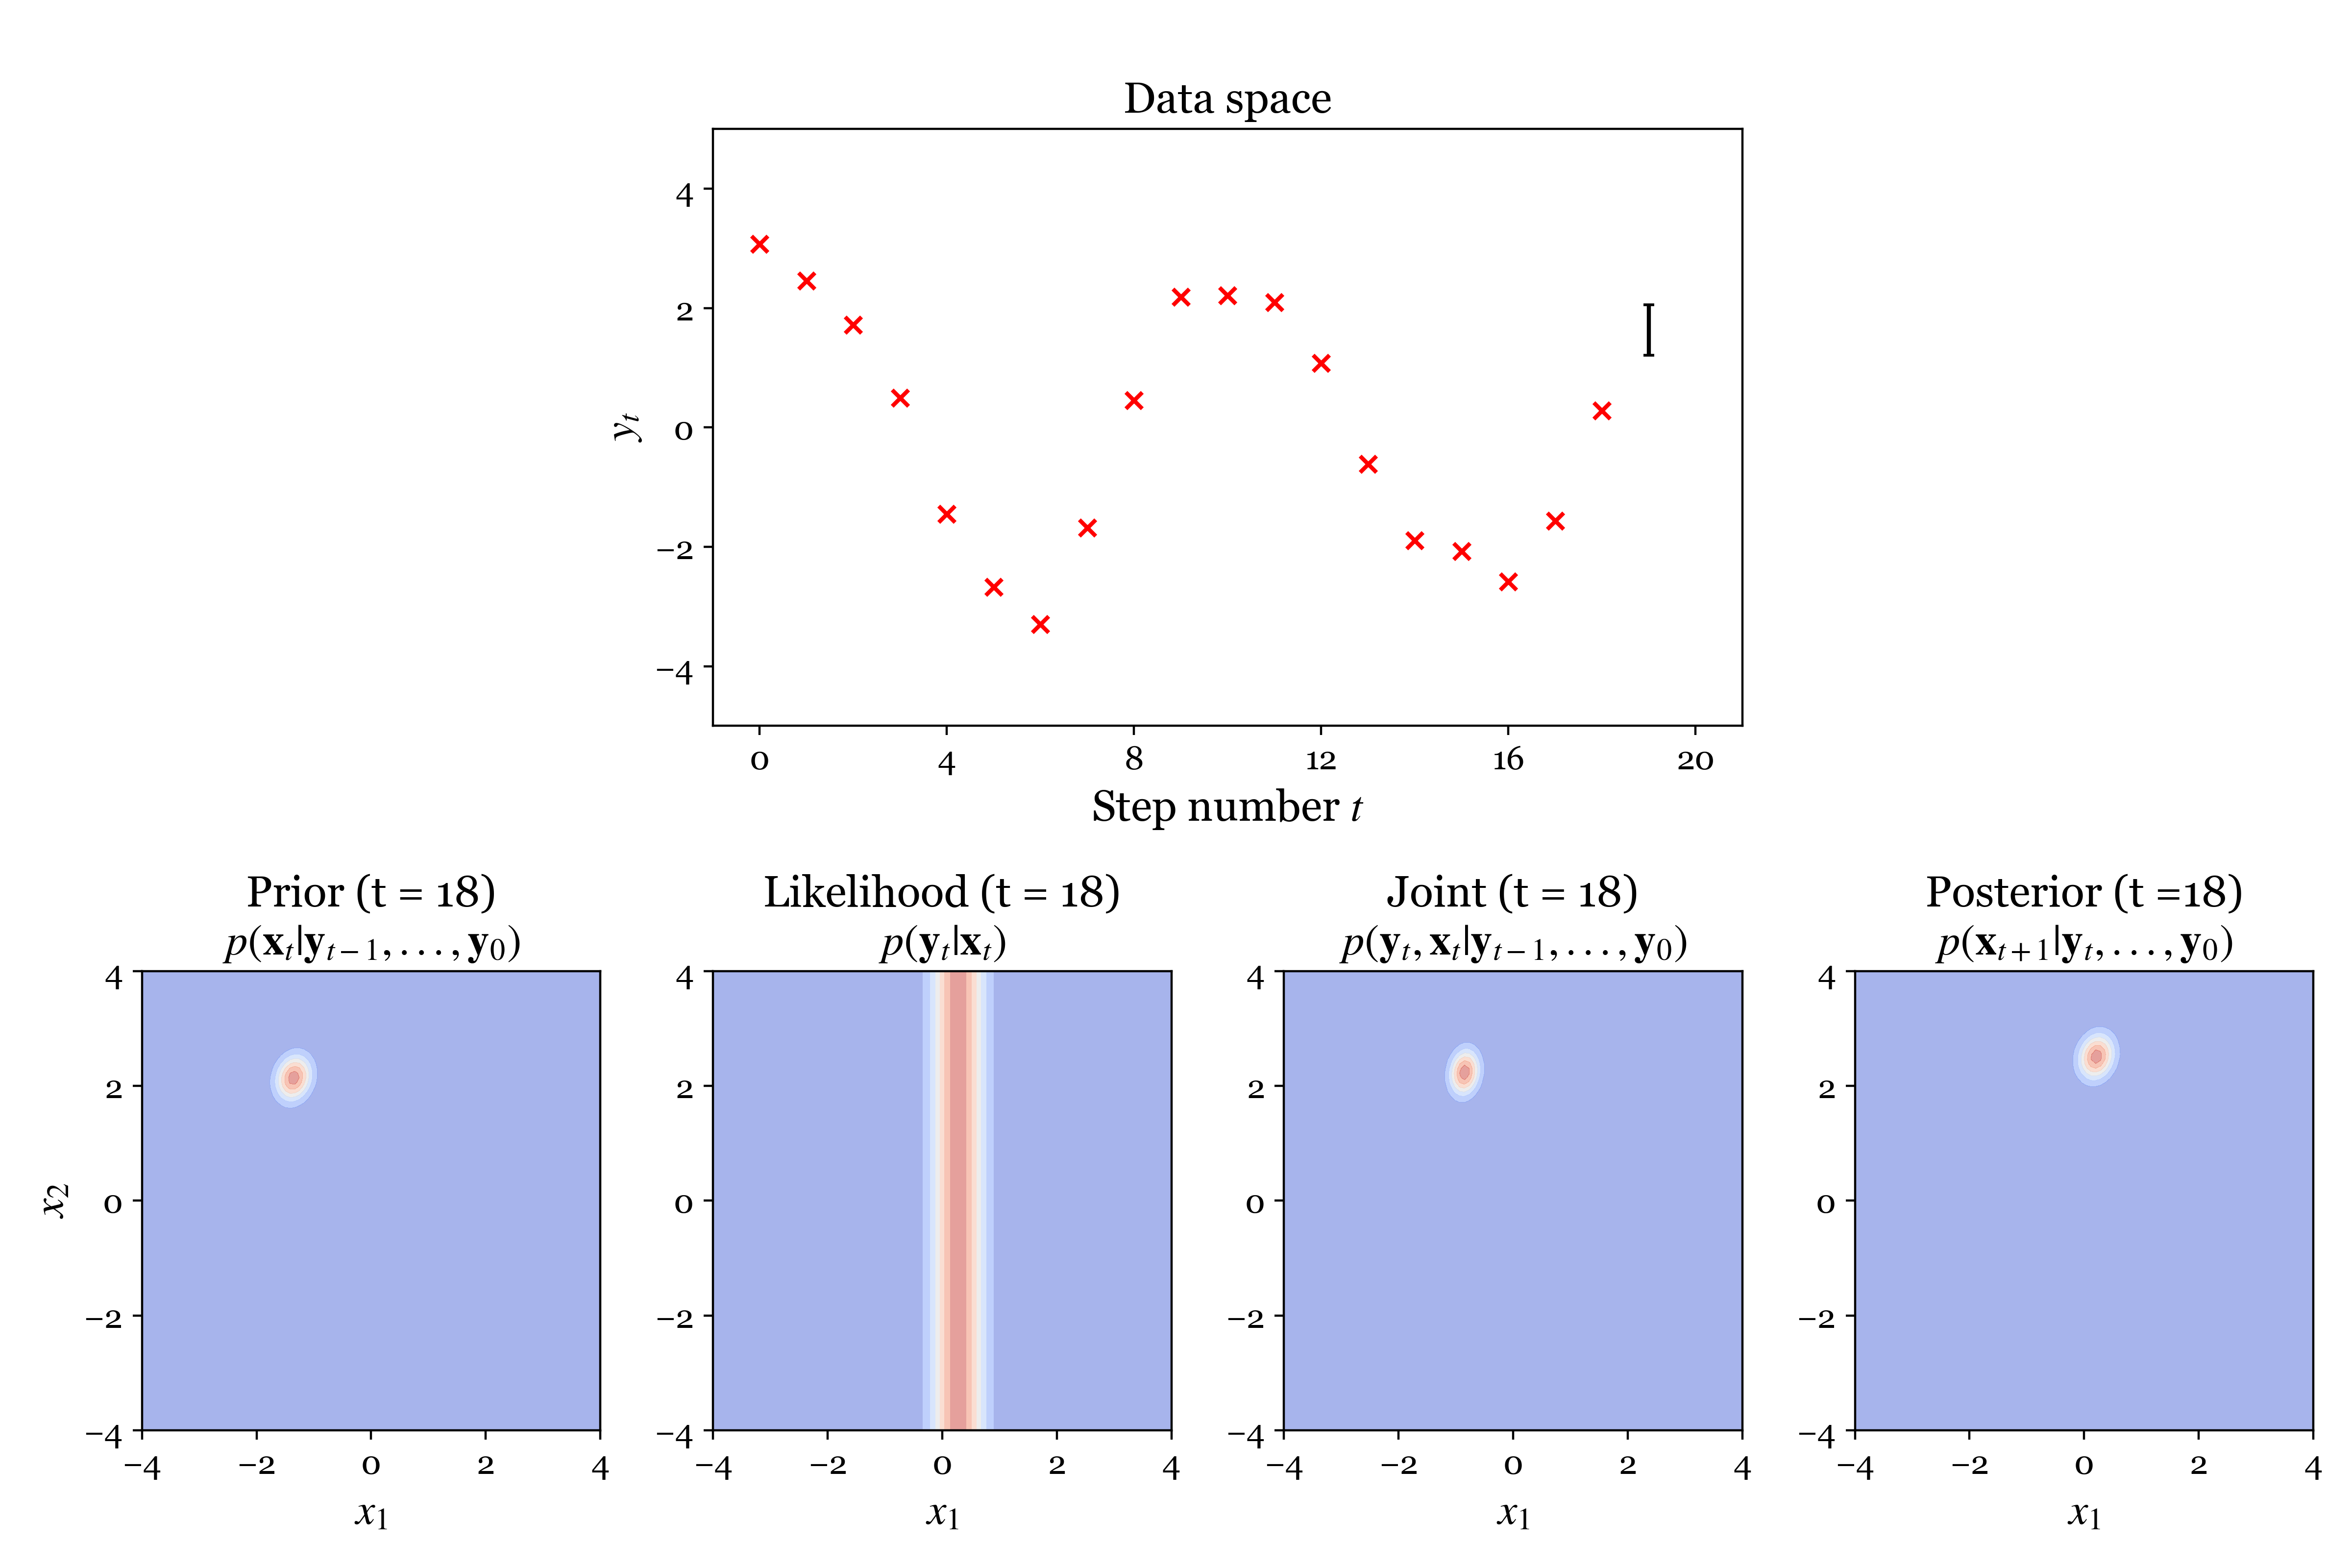 Data space
4
2
0
−2
−4
y_t
0 4 8 12 16 20
Step number t
Prior (t = 18)
p(x_t|y_{t−1}, . . . , y_0)
4
2
0
−2
−4
x_2
−4 −2 0 2 4
x_1
Likelihood (t = 18)
p(y_t|x_t)
4
2
0
−2
−4
−4 −2 0 2 4
x_1
Joint (t = 18)
p(y_t, x_t|y_{t−1}, . . . , y_0)
4
2
0
−2
−4
−4 −2 0 2 4
x_1
Posterior (t =18)
p(x_{t+1}|y_t, . . . , y_0)
4
2
0
−2
−4
−4 −2 0 2 4
x_1